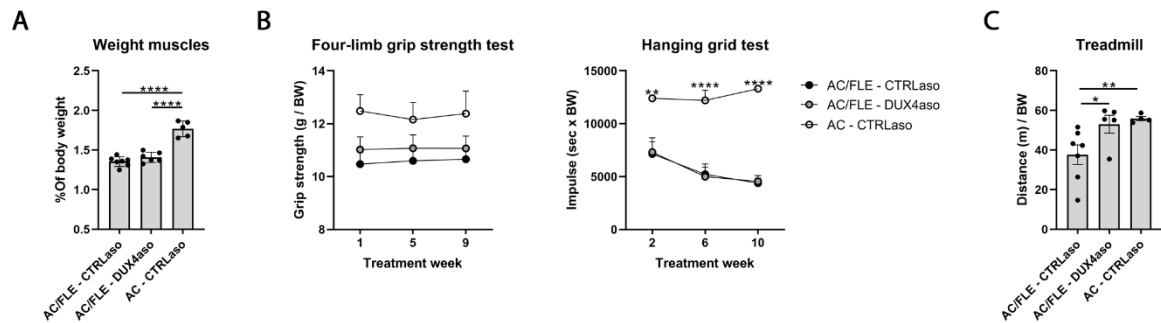 A
Weight muscles
****
****
%Of body weight
2.5
2.0
1.5
1.0
0.5
AC/FLE - CTRLaso
AC/FLE - DUX4aso
AC - CTRLaso
B
Four-limb grip strength test
Grip strength (g / BW)
14
12
10
8
1 5 9
Treatment week
Hanging grid test
Impulse (sec x BW)
15000
10000
5000
0
** **** ****
2 6 10
Treatment week
AC/FLE - CTRLaso
AC/FLE - DUX4aso
AC - CTRLaso
C
Treadmill
**
*
Distance (m) / BW
80
60
40
20
0
AC/FLE - CTRLaso
AC/FLE - DUX4aso
AC - CTRLaso